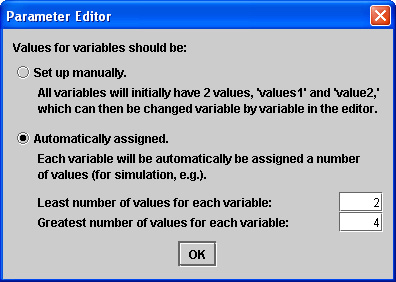 Parameter Editor
Values for variables should be:
Set up manually.
All variables will initially have 2 values, 'values1' and 'value2,'
which can then be changed variable by variable in the editor.
Automatically assigned.
Each variable will be automatically be assigned a number
of values (for simulation, e.g.).
Least number of values for each variable: 2
Greatest number of values for each variable: 4
OK